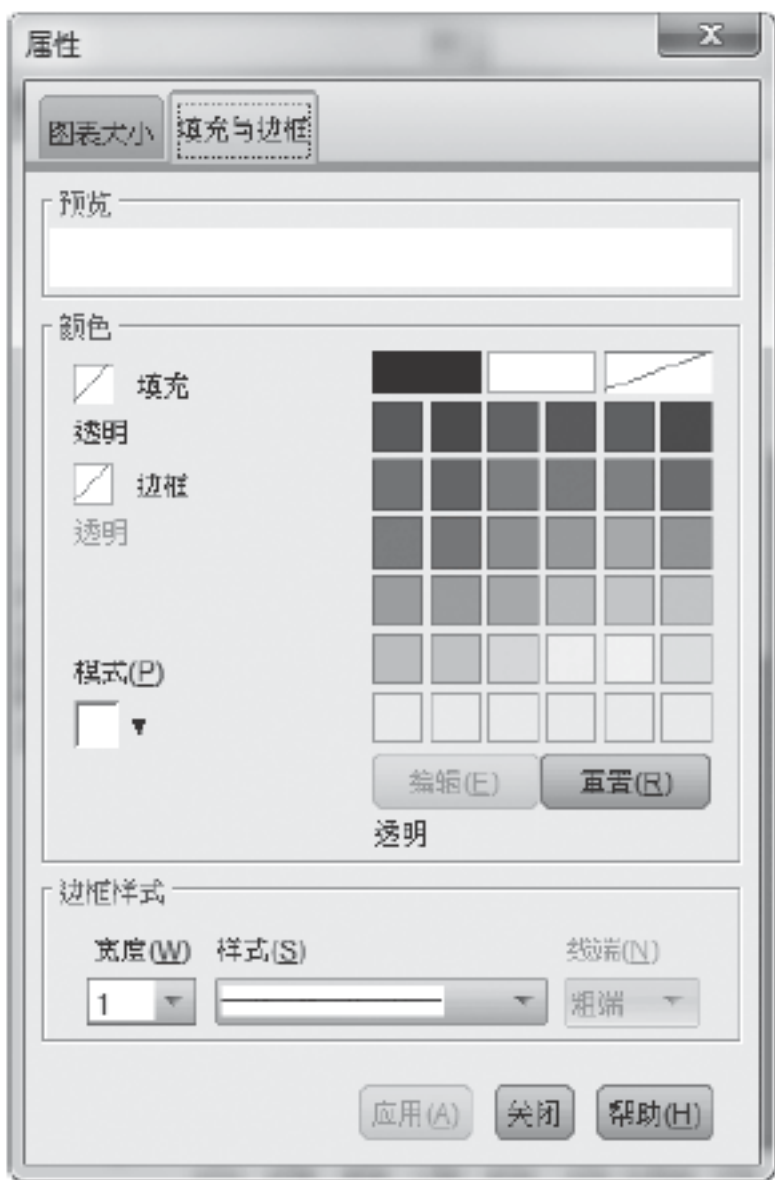 属性
图表大小 填充与边框
预览
颜色
填充
透明
边框
透明
模式(P)
编辑(E) 重置(R)
透明
边框样式
宽度(W) 样式(S) 线端(N)
1 粗端
应用(A) 关闭 帮助(H)